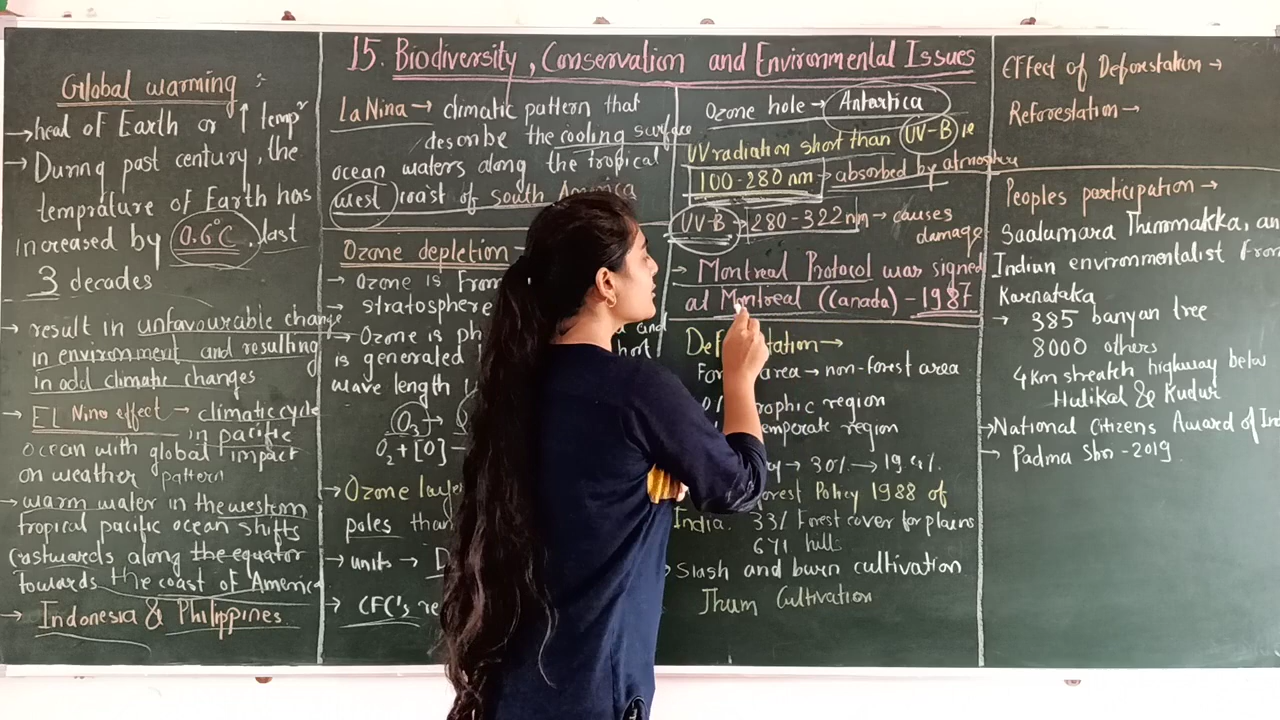 15. Biodiversity, Conservation and Environmental Issues
Global warming :
→ heat of Earth or ↑ tempr
→ During past century, the
temprature of Earth has
increased by 0.6°C, last
3 decades
→ result in unfavourable change
in environment and resulting
in odd climatic changes
→ EL Nino effect → climatic cycle
in pacific
ocean with global impact
on weather pattern
→ warm water in the western
tropical pacific ocean shifts
eastwards along the equator
towards the coast of America
→ Indonesia & Philippines
La Nina → climatic pattern that
describe the cooling surface
ocean waters along the tropical
west coast of South America
Ozone depletion
→ Ozone is
→ stratosphere
→ Ozone is
and
is generated
wave length
O3 →
O2 + [O]
→ Ozone
poles than
→ units →
→ CFC's
Ozone hole → Antartica
UV radiation short than UV-B ie
100-280 nm → absorbed by atmosphere
UV-B → 280-322 nm → causes
damage
→ Montreal Protocol was signed
at Montreal (Canada) - 1987
area → non-forest area
region
region
→ 30% → 19.4%
Policy 1988 of
India. 33% Forest cover for plains
67% hill
→ Slash and burn cultivation
Jhum Cultivation
Effect of Deforestation →
Reforestation →
Peoples participation →
Saalumara Thimmakka, an
Indian environmentalist from
Karnataka
→ 385 banyan tree
8000 others
4km streatch highway betw
Hulikal & Kudur
→ National Citizens Award of
→ Padma Shri - 2019